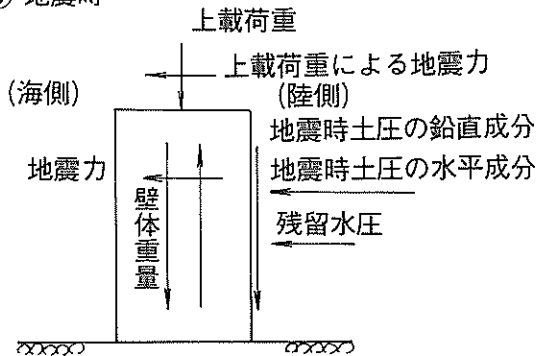 地震時
上載荷重
上載荷重による地震力
(海側)
(陸側)
地震時土圧の鉛直成分
地震力
地震時土圧の水平成分
壁体重量
残留水圧